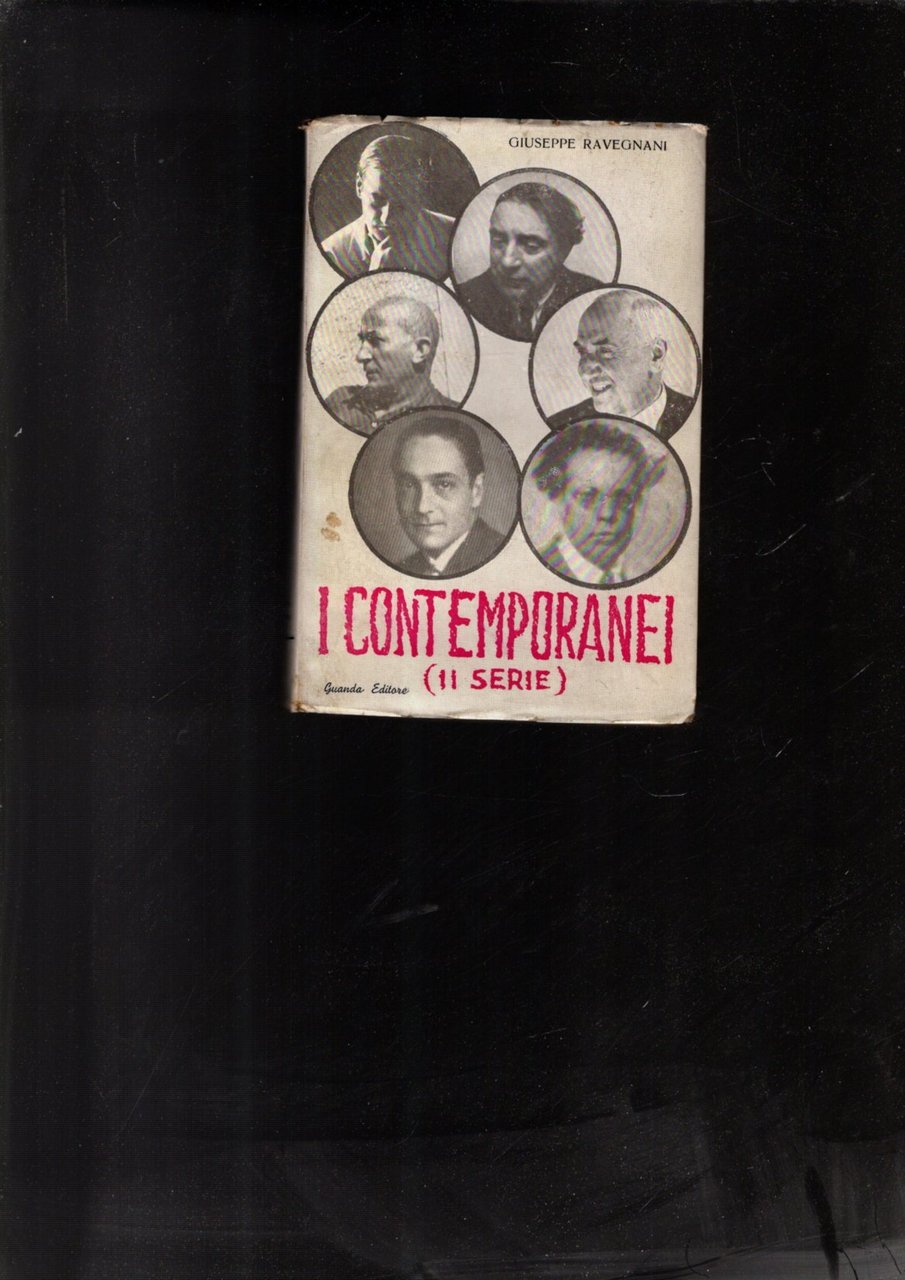 GIUSEPPE RAVEGNANI
I CONTEMPORANEI
(II SERIE)
Guanda Editore